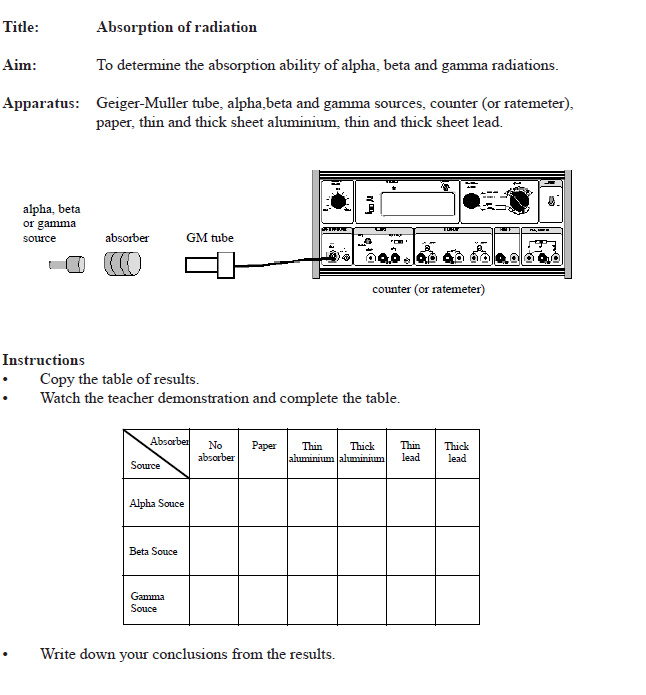 Title: Absorption of radiation
Aim: To determine the absorption ability of alpha, beta and gamma radiations.
Apparatus: Geiger-Muller tube, alpha,beta and gamma sources, counter (or ratemeter),
paper, thin and thick sheet aluminium, thin and thick sheet lead.
alpha, beta
or gamma
source
absorber
GM tube
counter (or ratemeter)
Instructions
• Copy the table of results.
• Watch the teacher demonstration and complete the table.
Absorber
Source
No
absorber
Paper
Thin
aluminium
Thick
aluminium
Thin
lead
Thick
lead
Alpha Souce
Beta Souce
Gamma
Souce
• Write down your conclusions from the results.